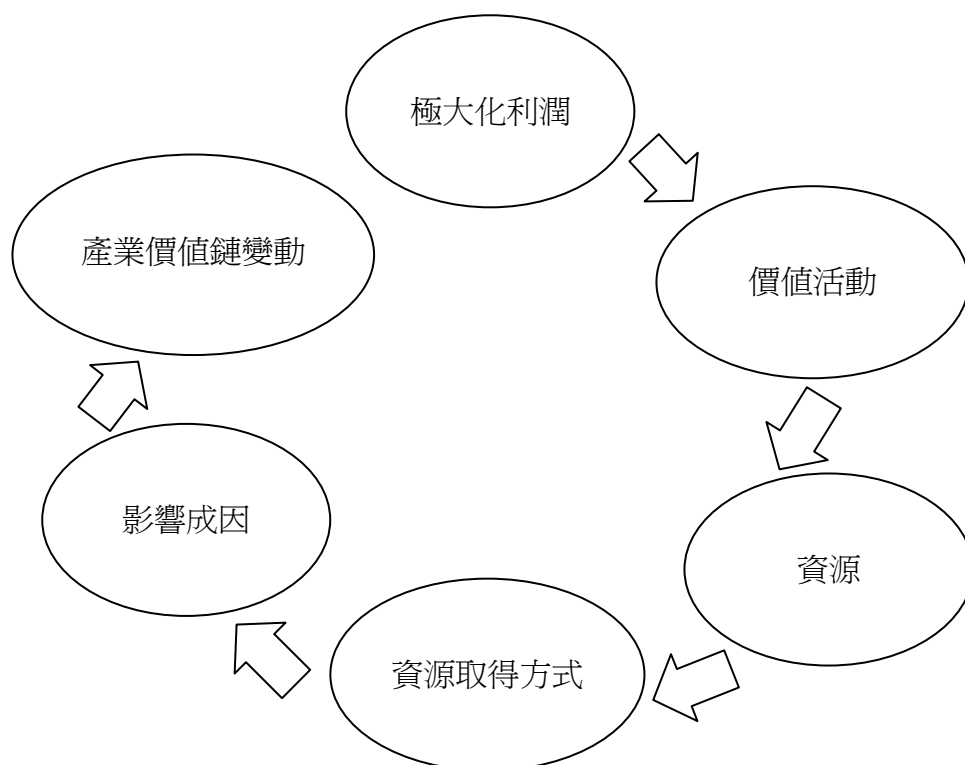 極大化利潤
價值活動
資源
資源取得方式
影響成因
產業價值鏈變動